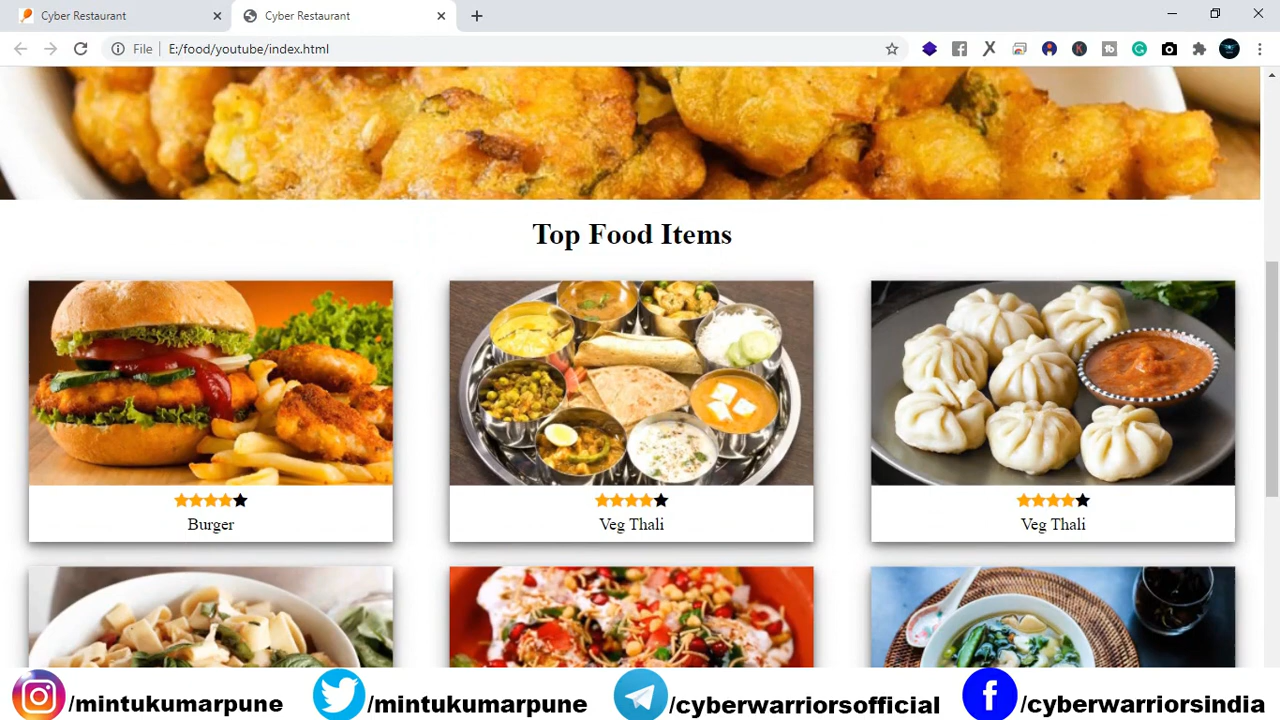 Cyber Restaurant
Cyber Restaurant
File E:/food/youtube/index.html
Top Food Items
Burger
Veg Thali
Veg Thali
/mintukumarpune
/mintukumarpune
/cyberwarriorsofficial
/cyberwarriorsindia